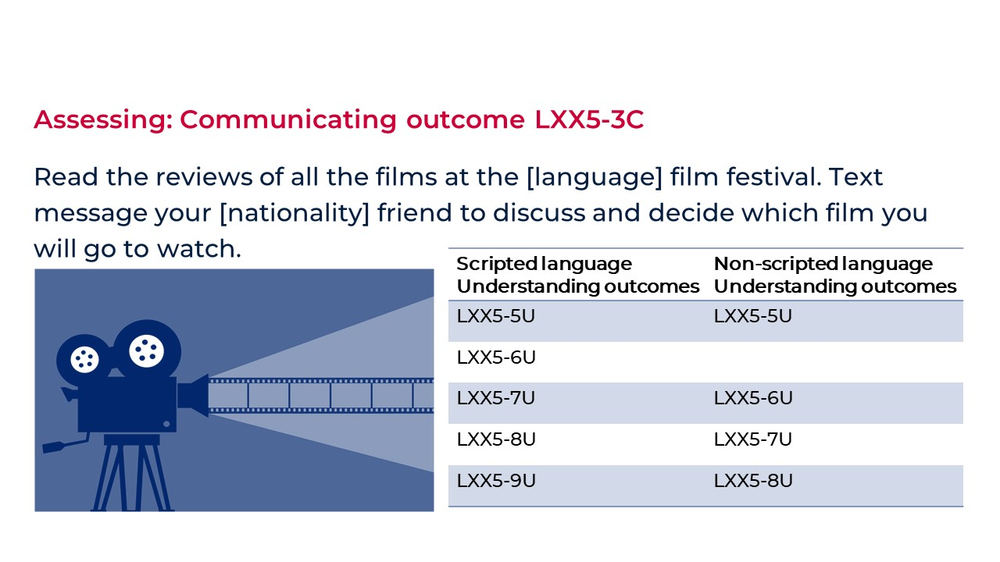 Assessing: Communicating outcome LXX5-3C
Read the reviews of all the films at the [language] film festival. Text
message your [nationality] friend to discuss and decide which film you
will go to watch.
Scripted language Non-scripted language
Understanding outcomes Understanding outcomes
LXX5-5U LXX5-5U
LXX5-6U
LXX5-7U LXX5-6U
LXX5-8U LXX5-7U
LXX5-9U LXX5-8U